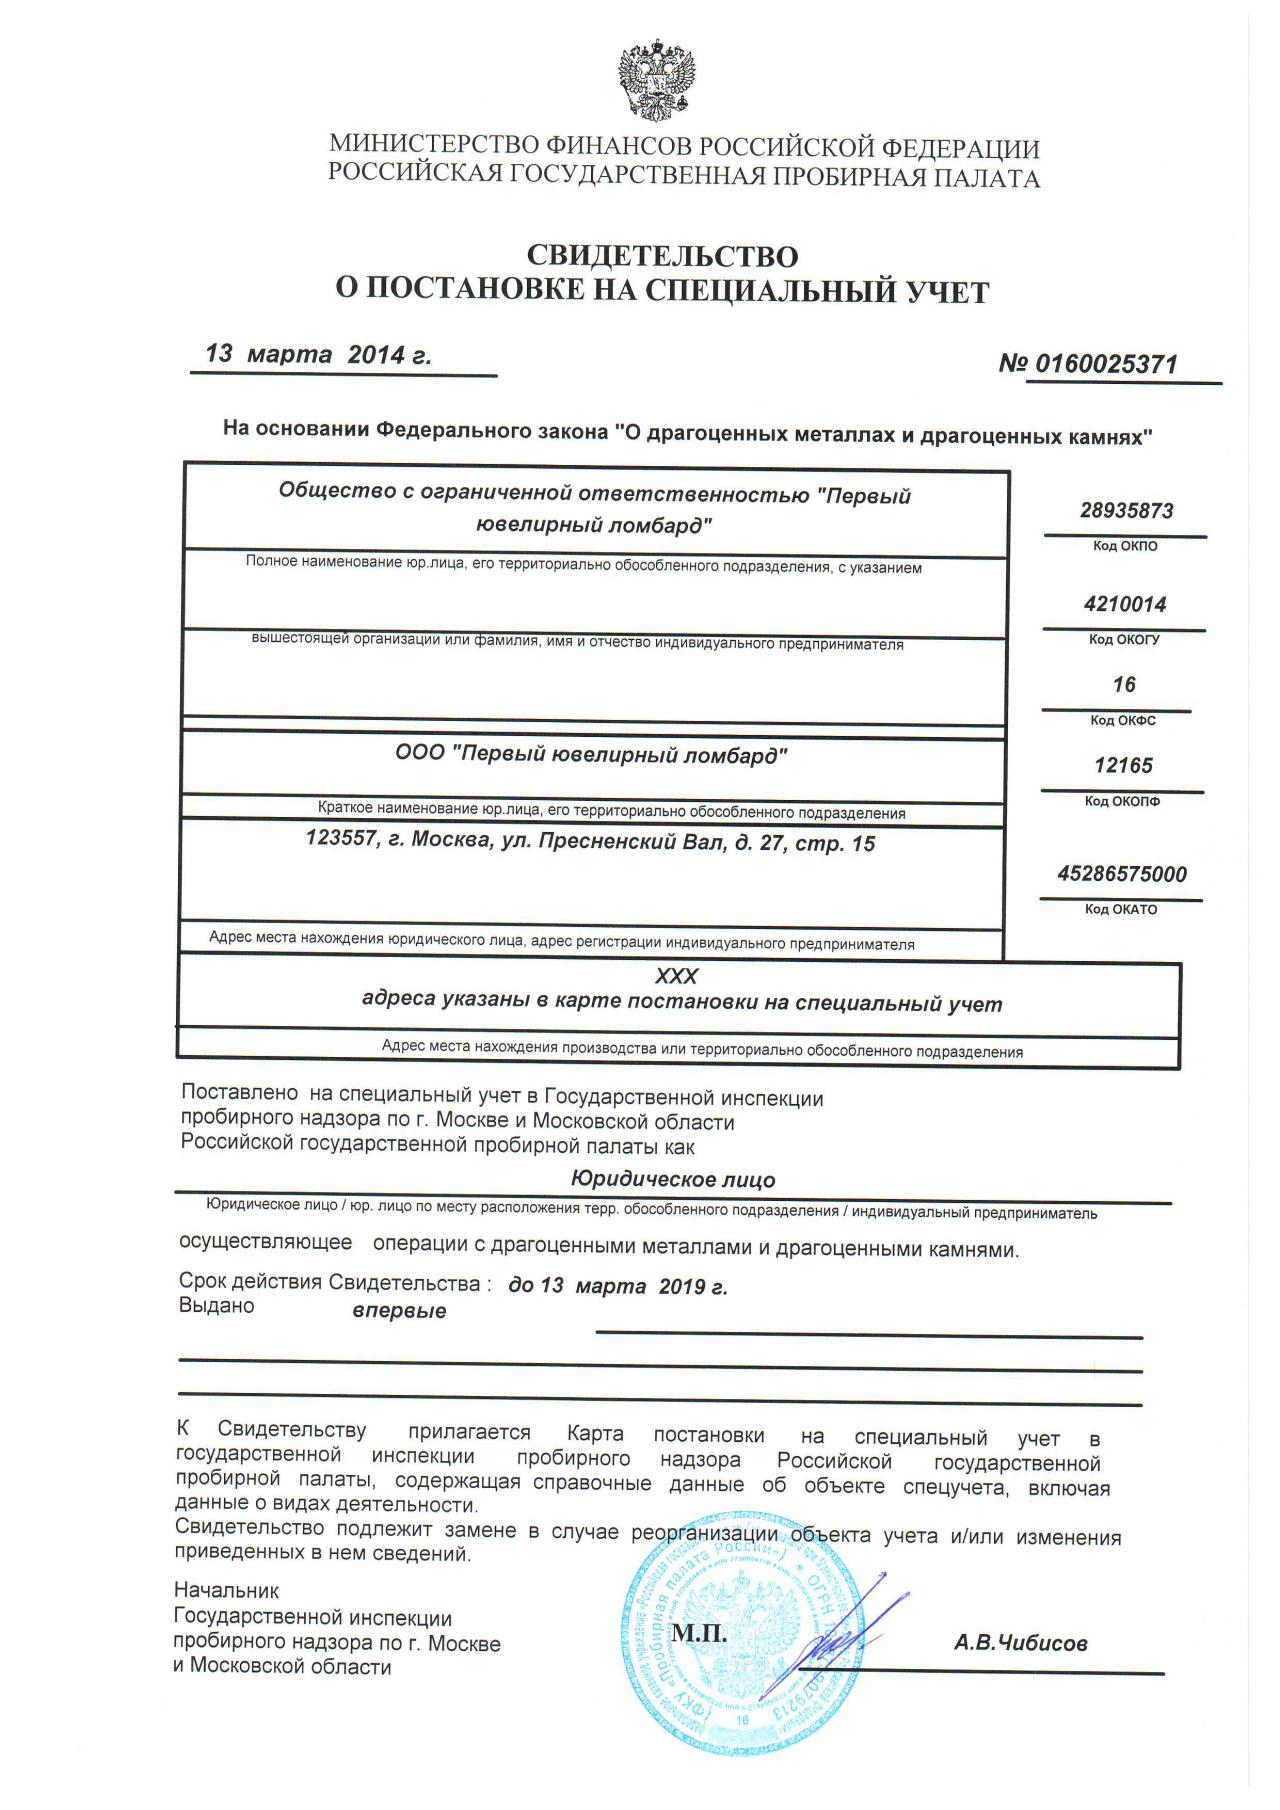 МИНИСТЕРСТВО ФИНАНСОВ РОССИЙСКОЙ ФЕДЕРАЦИИ
РОССИЙСКАЯ ГОСУДАРСТВЕННАЯ ПРОБИРНАЯ ПАЛАТА
СВИДЕТЕЛЬСТВО
О ПОСТАНОВКЕ НА СПЕЦИАЛЬНЫЙ УЧЕТ
13 марта 2014 г.
№ 0160025371
На основании Федерального закона "О драгоценных металлах и драгоценных камнях"
Общество с ограниченной ответственностью "Первый
ювелирный ломбард"
28935873
Код ОКПО
Полное наименование юр.лица, его территориально обособленного подразделения, с указанием
4210014
Код ОКОГУ
вышестоящей организации или фамилия, имя и отчество индивидуального предпринимателя
16
Код ОКФС
ООО "Первый ювелирный ломбард"
12165
Код ОКОПФ
Краткое наименование юр.лица, его территориально обособленного подразделения
123557, г. Москва, ул. Пресненский Вал, д. 27, стр. 15
45286575000
Код ОКАТО
Адрес места нахождения юридического лица, адрес регистрации индивидуального предпринимателя
ХХХ
адреса указаны в карте постановки на специальный учет
Адрес места нахождения производства или территориально обособленного подразделения
Поставлено на специальный учет в Государственной инспекции
пробирного надзора по г. Москве и Московской области
Российской государственной пробирной палаты как
Юридическое лицо
Юридическое лицо / юр. лицо по месту расположения терр. обособленного подразделения / индивидуальный предприниматель
осуществляющее операции с драгоценными металлами и драгоценными камнями.
Срок действия Свидетельства : до 13 марта 2019 г.
Выдано впервые
К Свидетельству прилагается Карта постановки на специальный учет в
государственной инспекции пробирного надзора Российской государственной
пробирной палаты, содержащая справочные данные об объекте спецучета, включая
данные о видах деятельности.
Свидетельство подлежит замене в случае реорганизации объекта учета и/или изменения
приведенных в нем сведений.
Начальник
Государственной инспекции
пробирного надзора по г. Москве
и Московской области
М.П.
А.В.Чибисов
(ФКУ «Пробирная палата России») * ОГРН
16